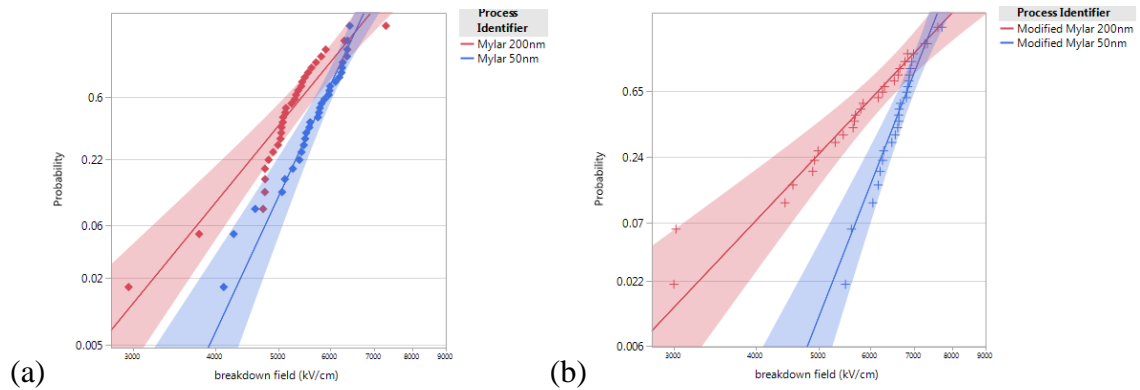 Process
Identifier
Mylar 200nm
Mylar 50nm
0.6
0.22
0.06
0.02
0.005
Probability
3000 4000 5000 6000 7000 9000
breakdown field (kV/cm)
(a)
Process Identifier
Modified Mylar 200nm
Modified Mylar 50nm
0.65
0.24
0.07
0.022
0.006
Probability
3000 4000 5000 6000 7000 9000
breakdown field (kV/cm)
(b)